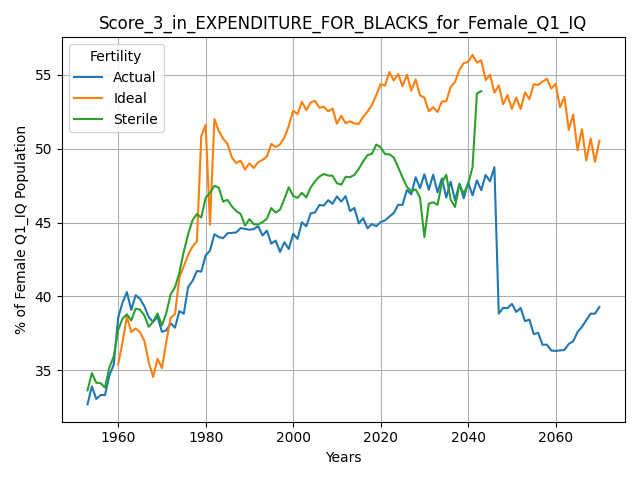 Score_3_in_EXPENDITURE_FOR_BLACKS_for_Female_Q1_IQ
Fertility
Actual
Ideal
Sterile
% of Female Q1_IQ Population
55
50
45
40
35
1960
1980
2000
2020
2040
2060
Years